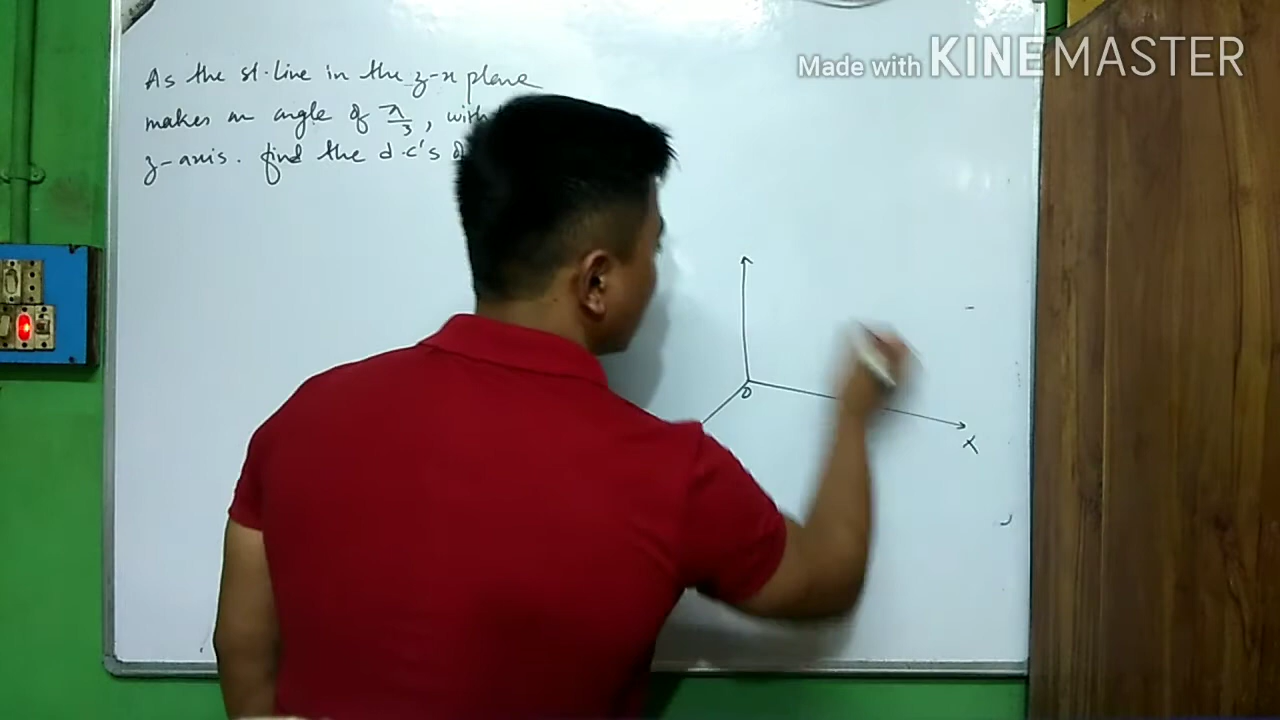 Made with KINEMASTER
As the st. line in the z-x plane
makes an angle of π/3, with
z-axis. find the d.c's
O
X